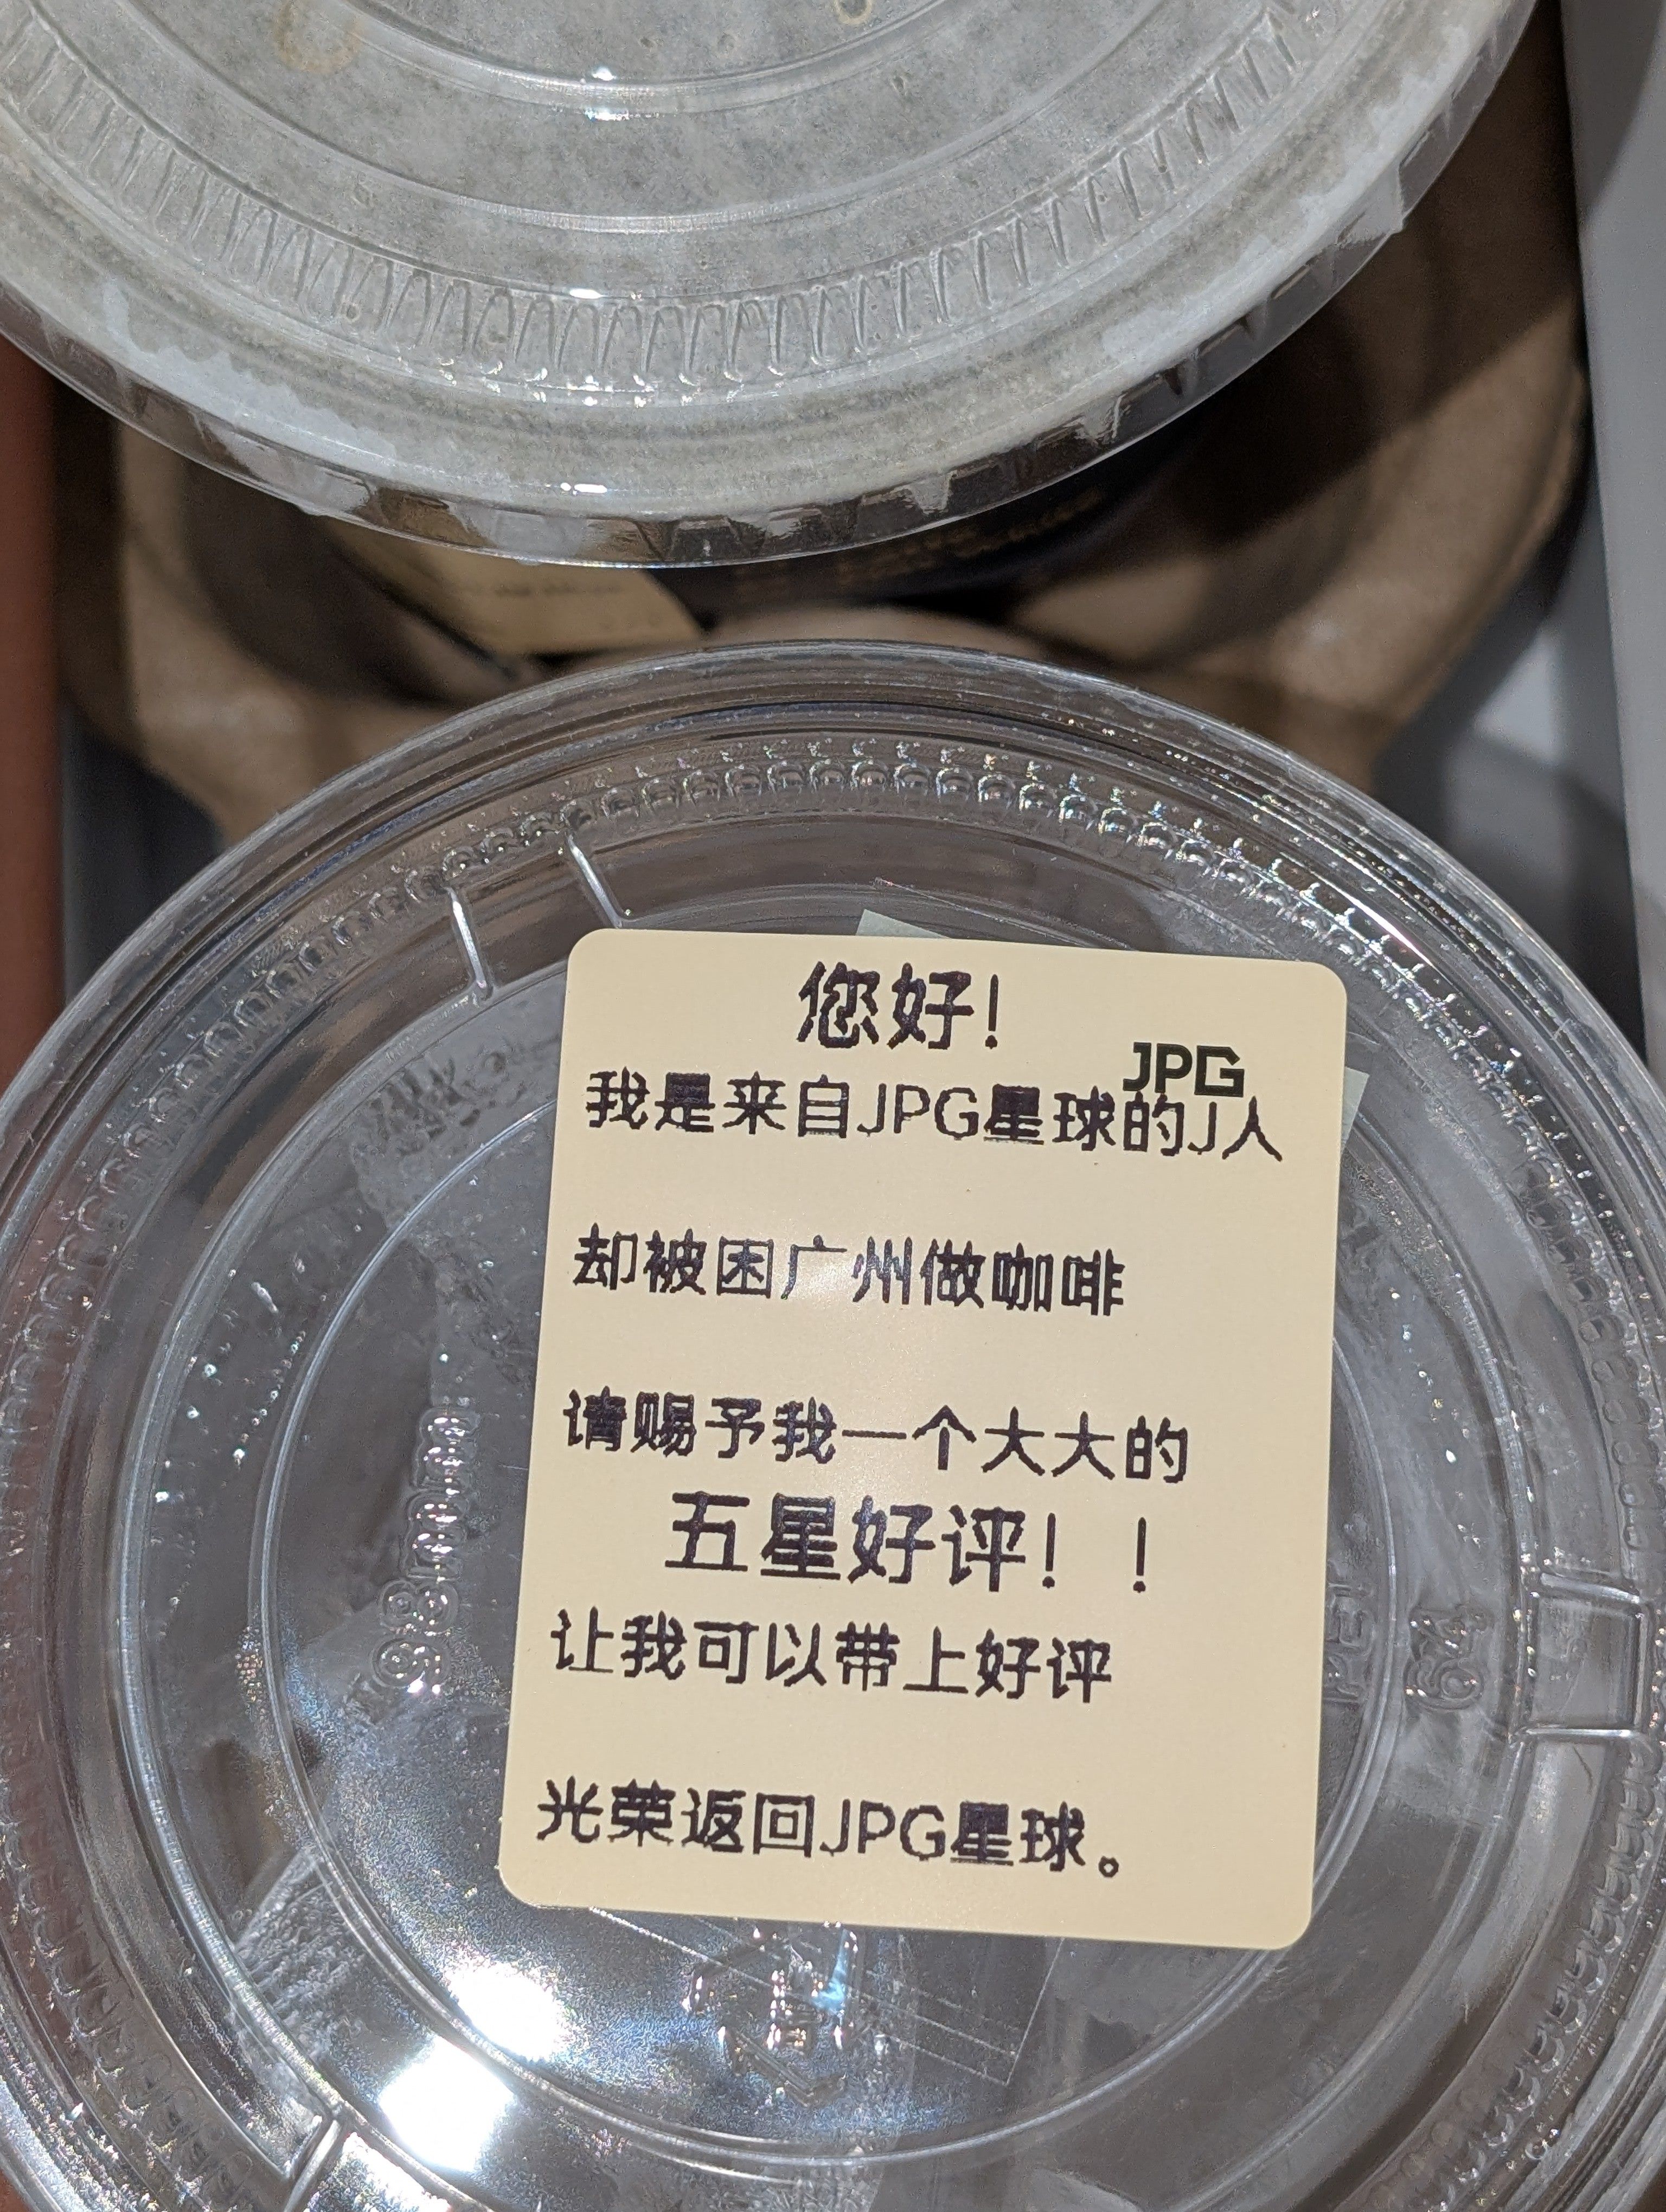 您好!
JPG
我是来自JPG星球的J人
却被困广州做咖啡
请赐予我一个大大的
五星好评！！
让我可以带上好评
光荣返回JPG星球。
98mm